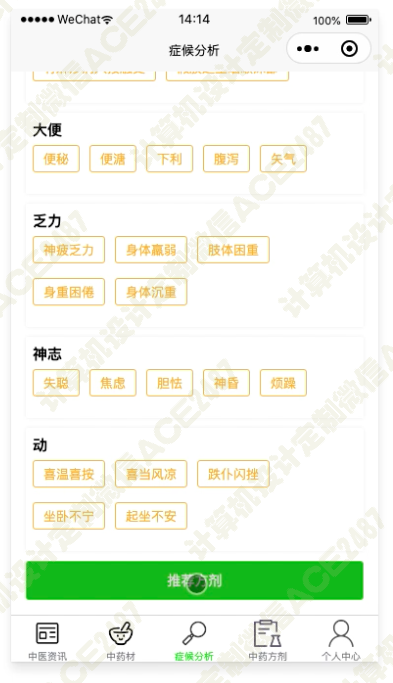 WeChat 14:14 100%
症候分析
大便
便秘 便溏 下利 腹泻 矢气
乏力
神疲乏力 身体羸弱 肢体困重
身重困倦 身体沉重
神志
失聪 焦虑 胆怯 神昏 烦躁
动
喜温喜按 喜当风凉 跌仆闪挫
坐卧不宁 起坐不安
推荐方剂
中医资讯 中药材 症候分析 中药方剂 个人中心
计算机设计定制微信ACE2487